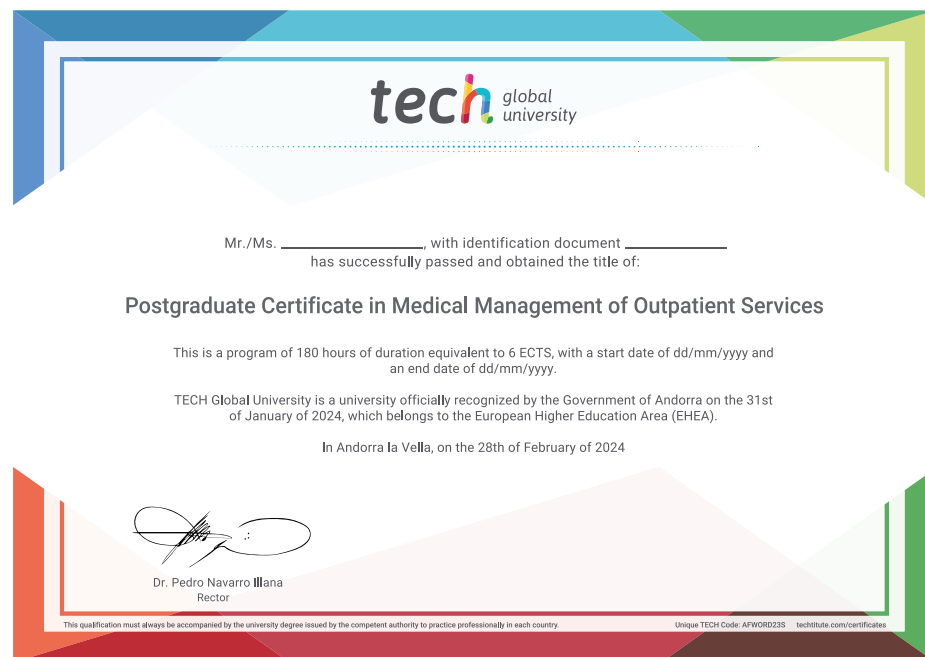 tech global
university
Mr./Ms. ____________, with identification document ____________
has successfully passed and obtained the title of:
Postgraduate Certificate in Medical Management of Outpatient Services
This is a program of 180 hours of duration equivalent to 6 ECTS, with a start date of dd/mm/yyyy and
an end date of dd/mm/yyyy.
TECH Global University is a university officially recognized by the Government of Andorra on the 31st
of January of 2024, which belongs to the European Higher Education Area (EHEA).
In Andorra la Vella, on the 28th of February of 2024
Dr. Pedro Navarro Illana
Rector
This qualification must always be accompanied by the university degree issued by the competent authority to practice professionally in each country.
Unique TECH Code: AFWORD23S techtitute.com/certificates